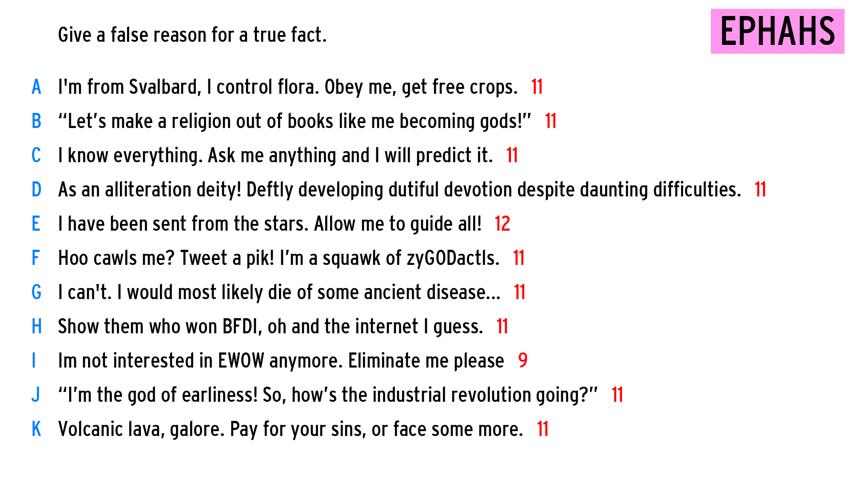 Give a false reason for a true fact.
EPHAHS
A I'm from Svalbard, I control flora. Obey me, get free crops. 11
B “Let’s make a religion out of books like me becoming gods!” 11
C I know everything. Ask me anything and I will predict it. 11
D As an alliteration deity! Deftly developing dutiful devotion despite daunting difficulties. 11
E I have been sent from the stars. Allow me to guide all! 12
F Hoo cawls me? Tweet a pik! I’m a squawk of zyGODactls. 11
G I can't. I would most likely die of some ancient disease... 11
H Show them who won BFDI, oh and the internet I guess. 11
I Im not interested in EWOW anymore. Eliminate me please 9
J “I’m the god of earliness! So, how’s the industrial revolution going?” 11
K Volcanic lava, galore. Pay for your sins, or face some more. 11